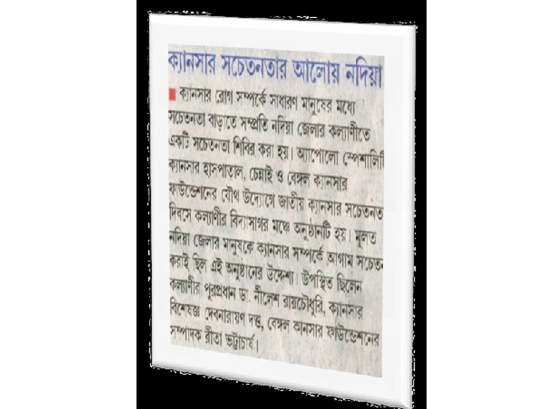 ক্যানসার সচেতনতার আলোয় নদিয়া
ক্যানসার রোগ সম্পর্কে সাধারণ মানুষের মধ্যে
সচেতনতা বাড়াতে সম্প্রতি নদিয়া জেলার কল্যাণীতে
একটি সচেতনতা শিবির করা হয়। অ্যাপোলো স্পেশালিটি
ক্যানসার হাসপাতাল, চেন্নাই ও বেঙ্গল ক্যানসার
ফাউন্ডেশনের যৌথ উদ্যোগে জাতীয় ক্যানসার সচেতনত
দিবসে কল্যাণীর বিদ্যাসাগর মঞ্চে অনুষ্ঠানটি হয়। মূলত
নদিয়া জেলার মানুষকে ক্যানসার সম্পর্কে আগাম সচেতন
করাই ছিল এই অনুষ্ঠানের উদ্দেশ্য। উপস্থিত ছিলেন
কল্যাণীর পুরপ্রধান ডা. নীলেশ রায়চৌধুরি, ক্যানসার
বিশেষজ্ঞ দেবনারায়ণ দত্ত, বেঙ্গল ক্যানসার ফাউন্ডেশনের
সম্পাদক রীতা ভট্টাচার্য।